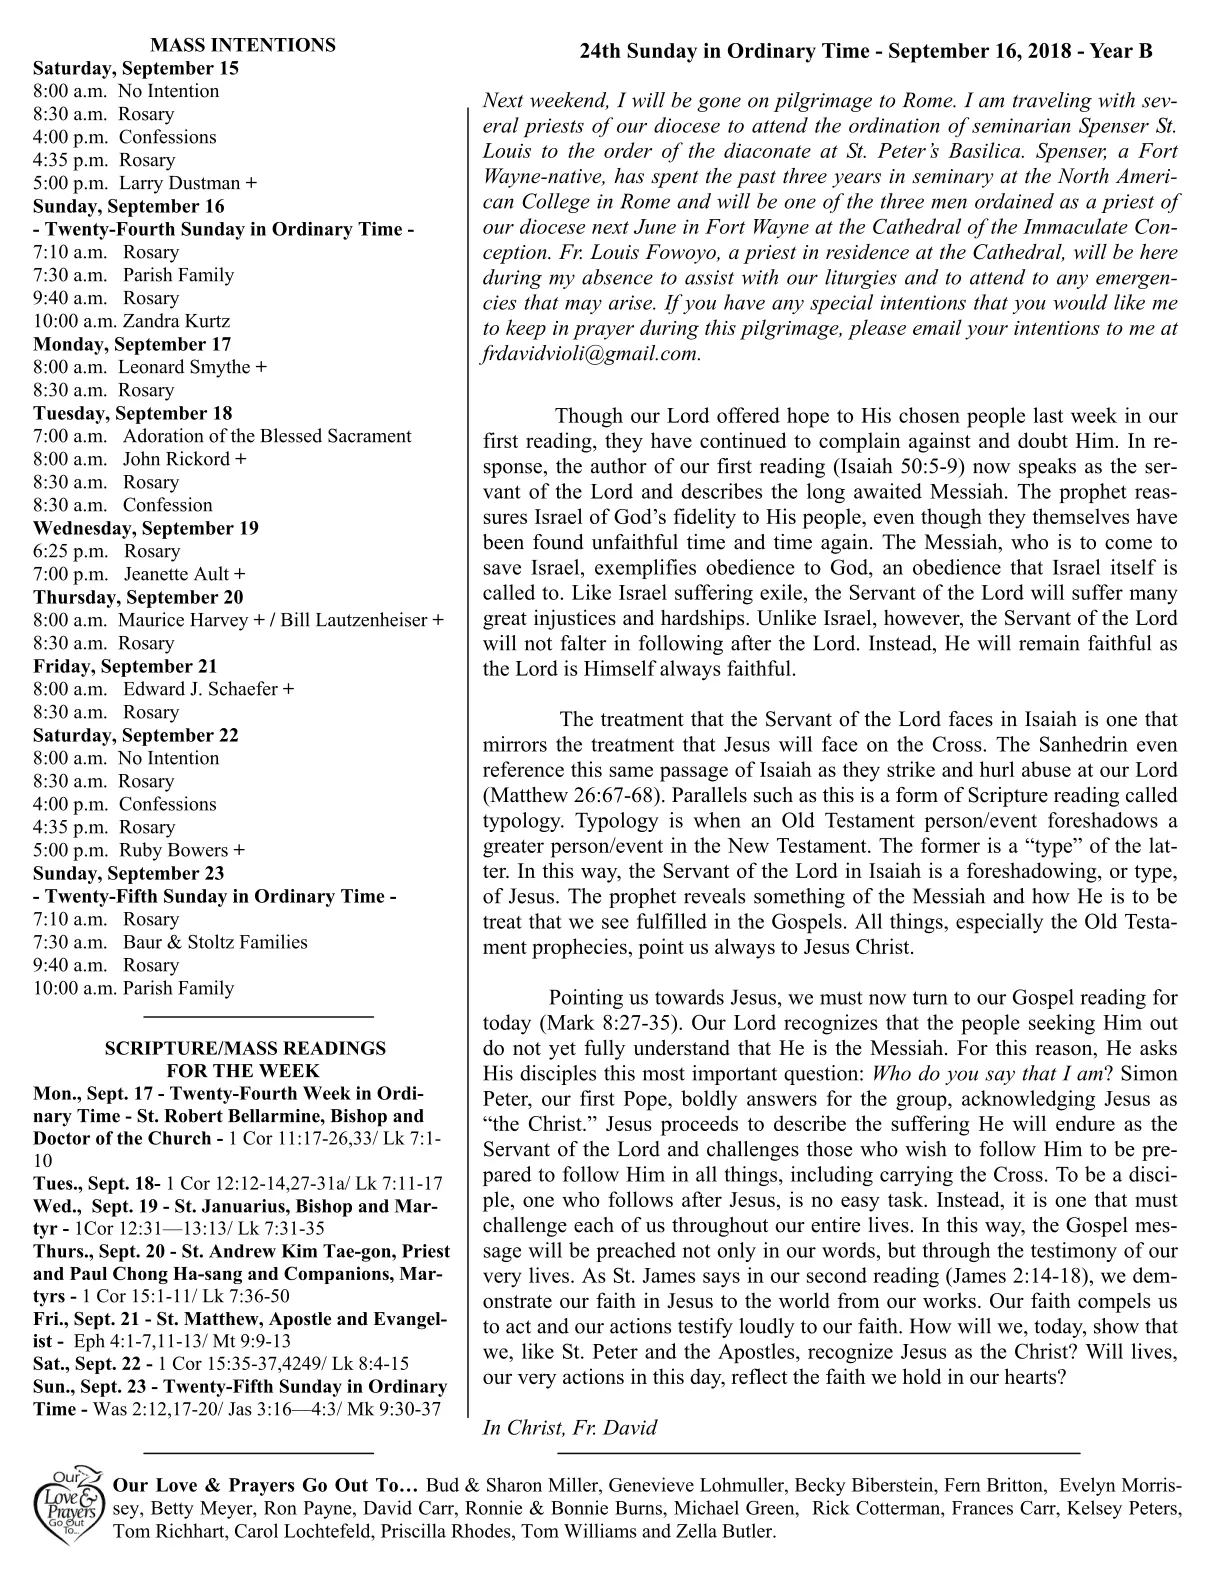 MASS INTENTIONS
Saturday, September 15
8:00 a.m.  No Intention
8:30 a.m.  Rosary
4:00 p.m.  Confessions
4:35 p.m.  Rosary
5:00 p.m.  Larry Dustman +
Sunday, September 16
- Twenty-Fourth Sunday in Ordinary Time -
7:10 a.m.   Rosary
7:30 a.m.   Parish Family
9:40 a.m.   Rosary
10:00 a.m. Zandra Kurtz
Monday, September 17
8:00 a.m.  Leonard Smythe +
8:30 a.m.  Rosary
Tuesday, September 18
7:00 a.m.   Adoration of the Blessed Sacrament
8:00 a.m.   John Rickord +
8:30 a.m.   Rosary
8:30 a.m.   Confession
Wednesday, September 19
6:25 p.m.   Rosary
7:00 p.m.   Jeanette Ault +
Thursday, September 20
8:00 a.m.  Maurice Harvey + / Bill Lautzenheiser +
8:30 a.m.  Rosary
Friday, September 21
8:00 a.m.   Edward J. Schaefer +
8:30 a.m.   Rosary
Saturday, September 22
8:00 a.m.  No Intention
8:30 a.m.  Rosary
4:00 p.m.  Confessions
4:35 p.m.  Rosary
5:00 p.m.  Ruby Bowers +
Sunday, September 23
- Twenty-Fifth Sunday in Ordinary Time -
7:10 a.m.   Rosary
7:30 a.m.   Baur & Stoltz Families
9:40 a.m.   Rosary
10:00 a.m. Parish Family
SCRIPTURE/MASS READINGS
FOR THE WEEK
Mon., Sept. 17 - Twenty-Fourth Week in Ordi-
nary Time - St. Robert Bellarmine, Bishop and
Doctor of the Church - 1 Cor 11:17-26,33/ Lk 7:1-
10
Tues., Sept. 18- 1 Cor 12:12-14,27-31a/ Lk 7:11-17
Wed.,  Sept. 19 - St. Januarius, Bishop and Mar-
tyr - 1Cor 12:31—13:13/ Lk 7:31-35
Thurs., Sept. 20 - St. Andrew Kim Tae-gon, Priest
and Paul Chong Ha-sang and Companions, Mar-
tyrs - 1 Cor 15:1-11/ Lk 7:36-50
Fri., Sept. 21 - St. Matthew, Apostle and Evangel-
ist -  Eph 4:1-7,11-13/ Mt 9:9-13
Sat., Sept. 22 - 1 Cor 15:35-37,4249/ Lk 8:4-15
Sun., Sept. 23 - Twenty-Fifth Sunday in Ordinary
Time - Was 2:12,17-20/ Jas 3:16—4:3/ Mk 9:30-37
24th Sunday in Ordinary Time - September 16, 2018 - Year B
Next weekend, I will be gone on pilgrimage to Rome. I am traveling with sev-
eral priests of our diocese to attend the ordination of seminarian Spenser St.
Louis to the order of the diaconate at St. Peter's Basilica. Spenser, a Fort
Wayne-native, has spent the past three years in seminary at the North Ameri-
can College in Rome and will be one of the three men ordained as a priest of
our diocese next June in Fort Wayne at the Cathedral of the Immaculate Con-
ception. Fr. Louis Fowoyo, a priest in residence at the Cathedral, will be here
during my absence to assist with our liturgies and to attend to any emergen-
cies that may arise. If you have any special intentions that you would like me
to keep in prayer during this pilgrimage, please email your intentions to me at
frdavidvioli@gmail.com.
Though our Lord offered hope to His chosen people last week in our
first reading, they have continued to complain against and doubt Him. In re-
sponse, the author of our first reading (Isaiah 50:5-9) now speaks as the ser-
vant of the Lord and describes the long awaited Messiah. The prophet reas-
sures Israel of God's fidelity to His people, even though they themselves have
been found unfaithful time and time again. The Messiah, who is to come to
save Israel, exemplifies obedience to God, an obedience that Israel itself is
called to. Like Israel suffering exile, the Servant of the Lord will suffer many
great injustices and hardships. Unlike Israel, however, the Servant of the Lord
will not falter in following after the Lord. Instead, He will remain faithful as
the Lord is Himself always faithful.
The treatment that the Servant of the Lord faces in Isaiah is one that
mirrors the treatment that Jesus will face on the Cross. The Sanhedrin even
reference this same passage of Isaiah as they strike and hurl abuse at our Lord
(Matthew 26:67-68). Parallels such as this is a form of Scripture reading called
typology. Typology is when an Old Testament person/event foreshadows a
greater person/event in the New Testament. The former is a “type” of the lat-
ter. In this way, the Servant of the Lord in Isaiah is a foreshadowing, or type,
of Jesus. The prophet reveals something of the Messiah and how He is to be
treat that we see fulfilled in the Gospels. All things, especially the Old Testa-
ment prophecies, point us always to Jesus Christ.
Pointing us towards Jesus, we must now turn to our Gospel reading for
today (Mark 8:27-35). Our Lord recognizes that the people seeking Him out
do not yet fully understand that He is the Messiah. For this reason, He asks
His disciples this most important question: Who do you say that I am? Simon
Peter, our first Pope, boldly answers for the group, acknowledging Jesus as
“the Christ.” Jesus proceeds to describe the suffering He will endure as the
Servant of the Lord and challenges those who wish to follow Him to be pre-
pared to follow Him in all things, including carrying the Cross. To be a disci-
ple, one who follows after Jesus, is no easy task. Instead, it is one that must
challenge each of us throughout our entire lives. In this way, the Gospel mes-
sage will be preached not only in our words, but through the testimony of our
very lives. As St. James says in our second reading (James 2:14-18), we dem-
onstrate our faith in Jesus to the world from our works. Our faith compels us
to act and our actions testify loudly to our faith. How will we, today, show that
we, like St. Peter and the Apostles, recognize Jesus as the Christ? Will lives,
our very actions in this day, reflect the faith we hold in our hearts?
In Christ, Fr. David
Our
Love &
Prayers
Go Out
To...
Our Love & Prayers Go Out To… Bud & Sharon Miller, Genevieve Lohmuller, Becky Biberstein, Fern Britton,  Evelyn Morris-
sey, Betty Meyer, Ron Payne, David Carr, Ronnie & Bonnie Burns, Michael Green,  Rick Cotterman, Frances Carr, Kelsey Peters,
Tom Richhart, Carol Lochtefeld, Priscilla Rhodes, Tom Williams and Zella Butler.